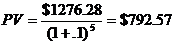 PV = $1276.28 / (1 + .1)^5 = $792.57